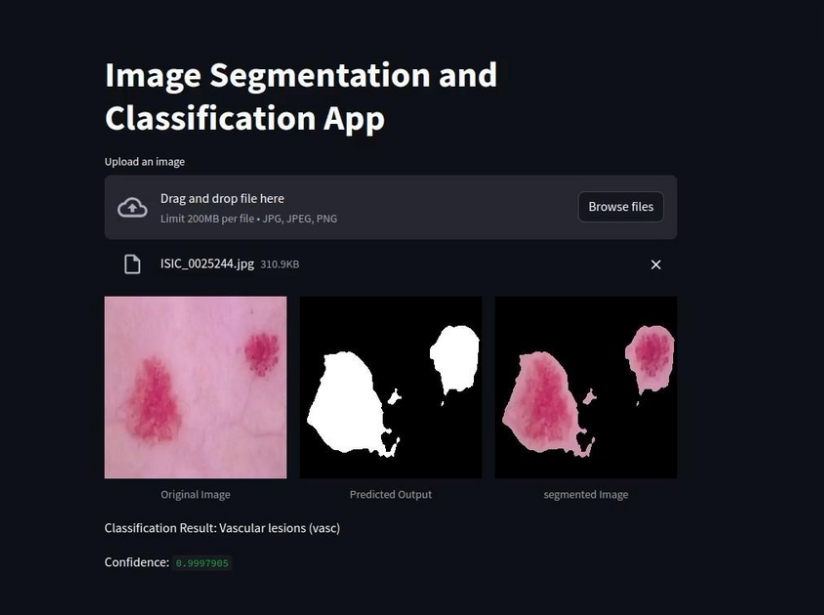 Image Segmentation and
Classification App
Upload an image
Drag and drop file here
Limit 200MB per file • JPG, JPEG, PNG
Browse files
ISIC_0025244.jpg 310.9KB
Original Image
Predicted Output
segmented Image
Classification Result: Vascular lesions (vasc)
Confidence: 0.9997905